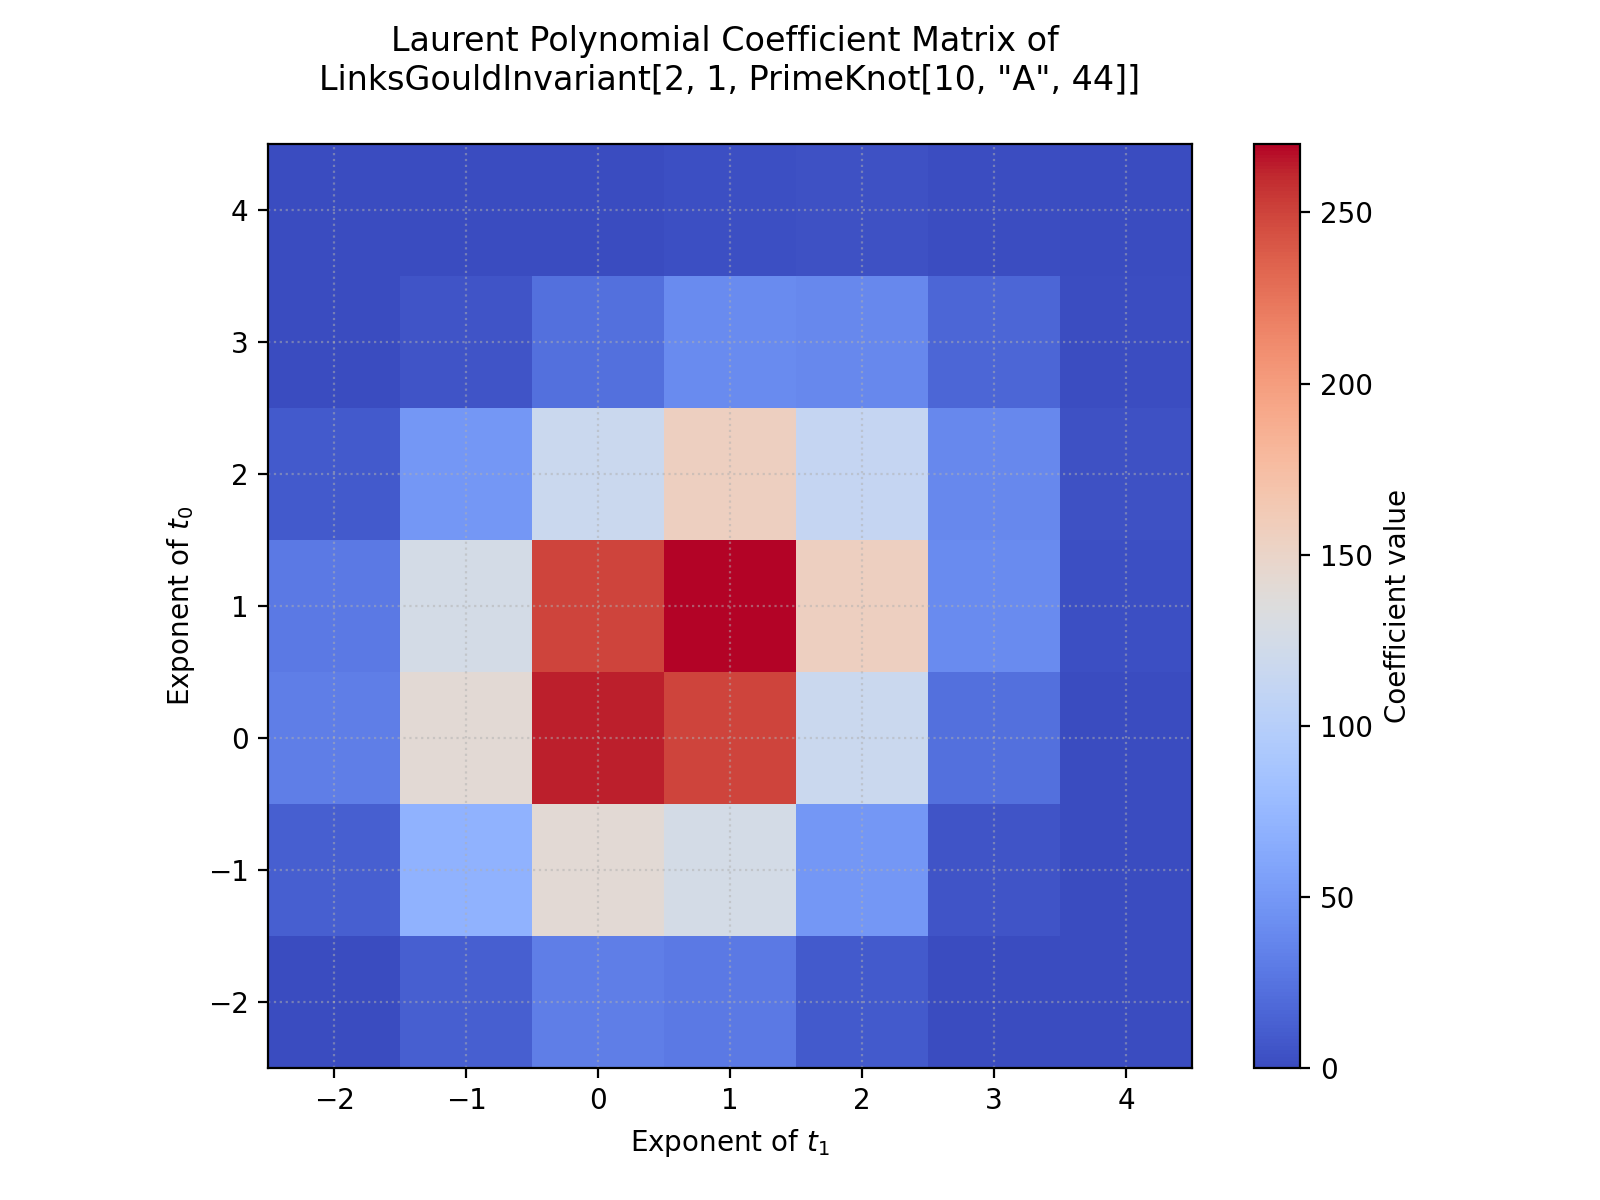 Laurent Polynomial Coefficient Matrix of
LinksGouldInvariant[2, 1, PrimeKnot[10, "A", 44]]
4
3
2
1
0
−1
−2
Exponent of t₀
−2 −1 0 1 2 3 4
Exponent of t₁
250
200
150
100
50
0
Coefficient value